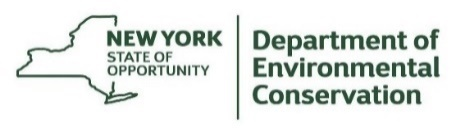 NEW YORK
STATE OF
OPPORTUNITY
Department of
Environmental
Conservation